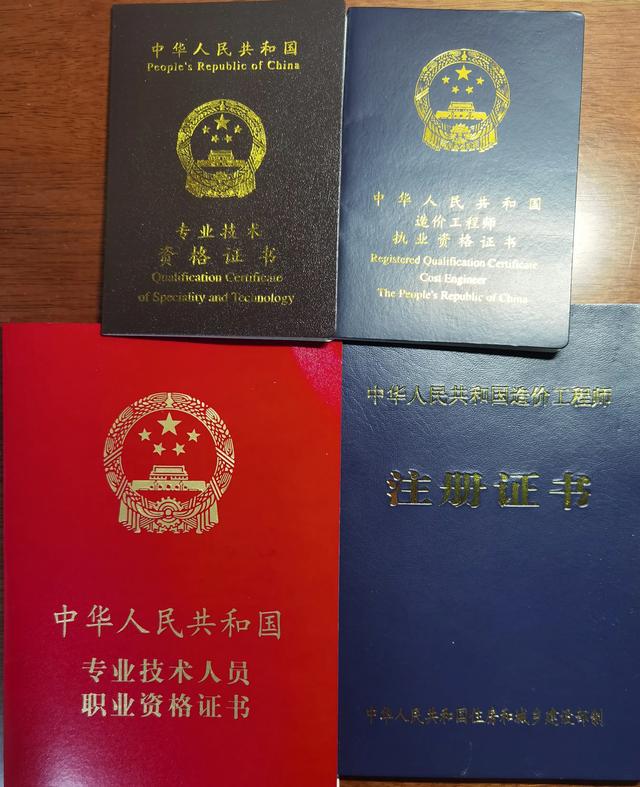 中华人民共和国
People's Republic of China
专业技术
资格证书
Qualification Certificate
of Speciality and Technology
中华人民共和国
造价工程师
执业资格证书
Registered Qualification Certificate
Cost Engineer
The People's Republic of China
中华人民共和国
专业技术人员
职业资格证书
中华人民共和国造价工程师
注册证书
中华人民共和国住房和城乡建设部制